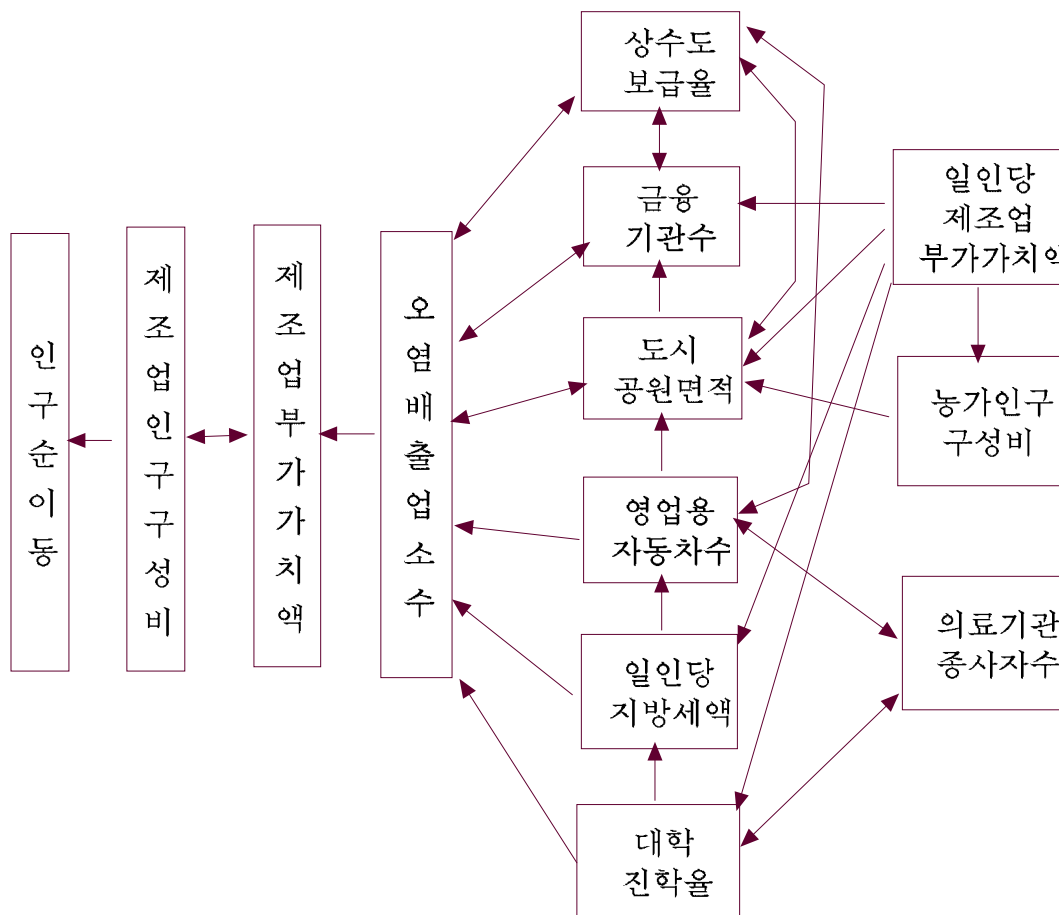 인구순이동
제조업인구구성비
제조업부가가치액
오염배출업소수
상수도
보급율
금융
기관수
도시
공원면적
영업용
자동차수
일인당
지방세액
대학
진학율
일인당
제조업
부가가치액
농가인구
구성비
의료기관
종사자수